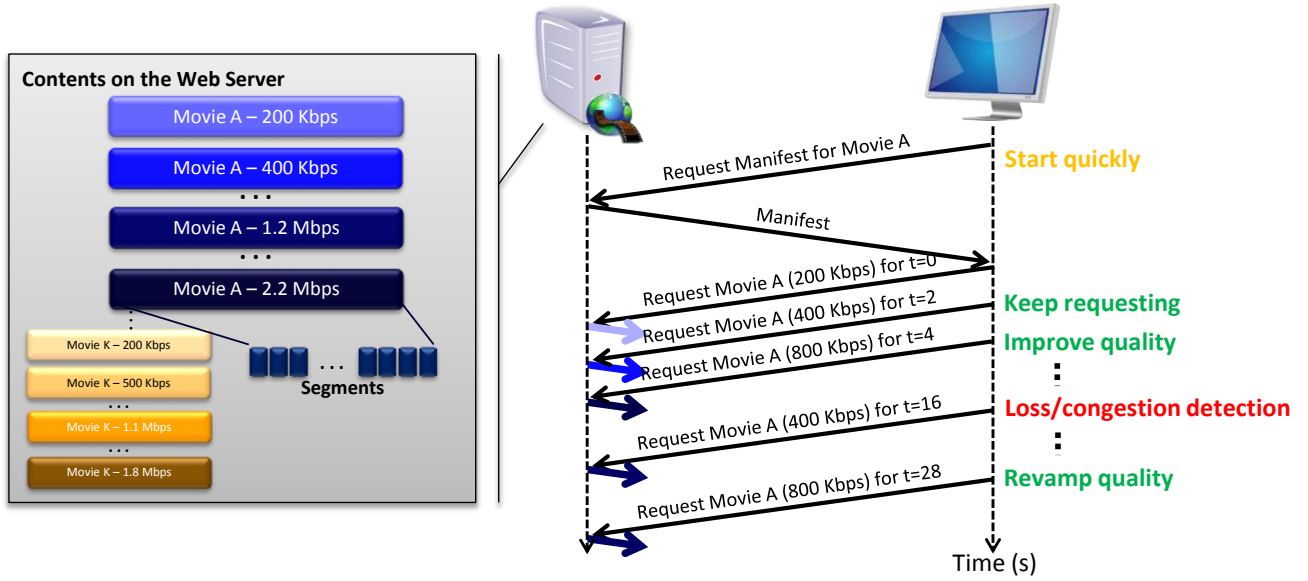 Contents on the Web Server
Movie A – 200 Kbps
Movie A – 400 Kbps
...
Movie A – 1.2 Mbps
...
Movie A – 2.2 Mbps
...
Movie K – 200 Kbps
Movie K – 500 Kbps
...
Movie K – 1.1 Mbps
...
Movie K – 1.8 Mbps
...
Segments
Request Manifest for Movie A
Start quickly
Manifest
Request Movie A (200 Kbps) for t=0
Request Movie A (400 Kbps) for t=2
Keep requesting
Request Movie A (800 Kbps) for t=4
Improve quality
Request Movie A (400 Kbps) for t=16
Loss/congestion detection
Request Movie A (800 Kbps) for t=28
Revamp quality
Time (s)